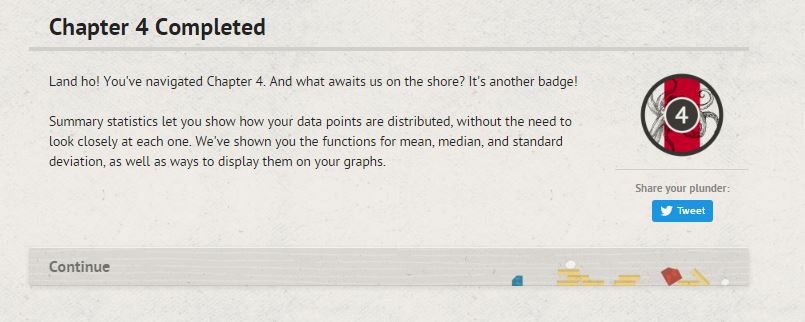 Chapter 4 Completed
Land ho! You've navigated Chapter 4. And what awaits us on the shore? It's another badge!
Summary statistics let you show how your data points are distributed, without the need to
look closely at each one. We've shown you the functions for mean, median, and standard
deviation, as well as ways to display them on your graphs.
4
Share your plunder:
Tweet
Continue